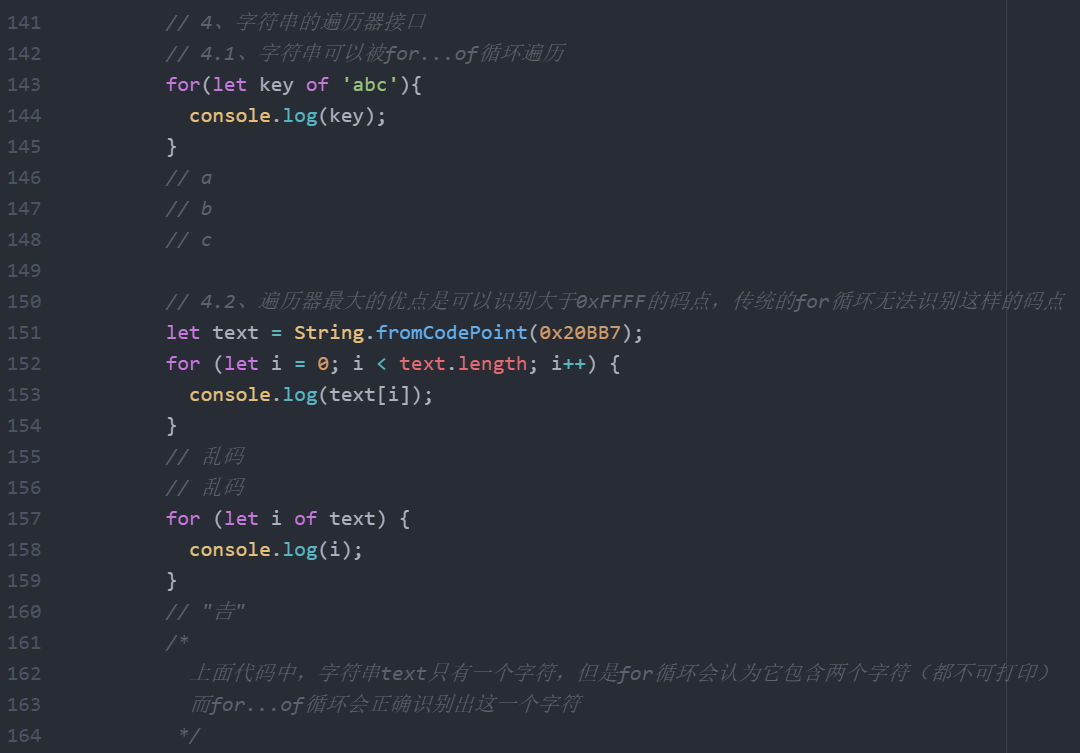 141 // 4、字符串的遍历器接口
142 // 4.1、字符串可以被for...of循环遍历
143 for(let key of 'abc'){
144 console.log(key);
145 }
146 // a
147 // b
148 // c
149
150 // 4.2、遍历器最大的优点是可以识别大于0xFFFF的码点，传统的for循环无法识别这样的码点
151 let text = String.fromCodePoint(0x20BB7);
152 for (let i = 0; i < text.length; i++) {
153 console.log(text[i]);
154 }
155 // 乱码
156 // 乱码
157 for (let i of text) {
158 console.log(i);
159 }
160 // "𠮷"
161 /*
162 上面代码中，字符串text只有一个字符，但是for循环会认为它包含两个字符（都不可打印）
163 而for...of循环会正确识别出这一个字符
164 */